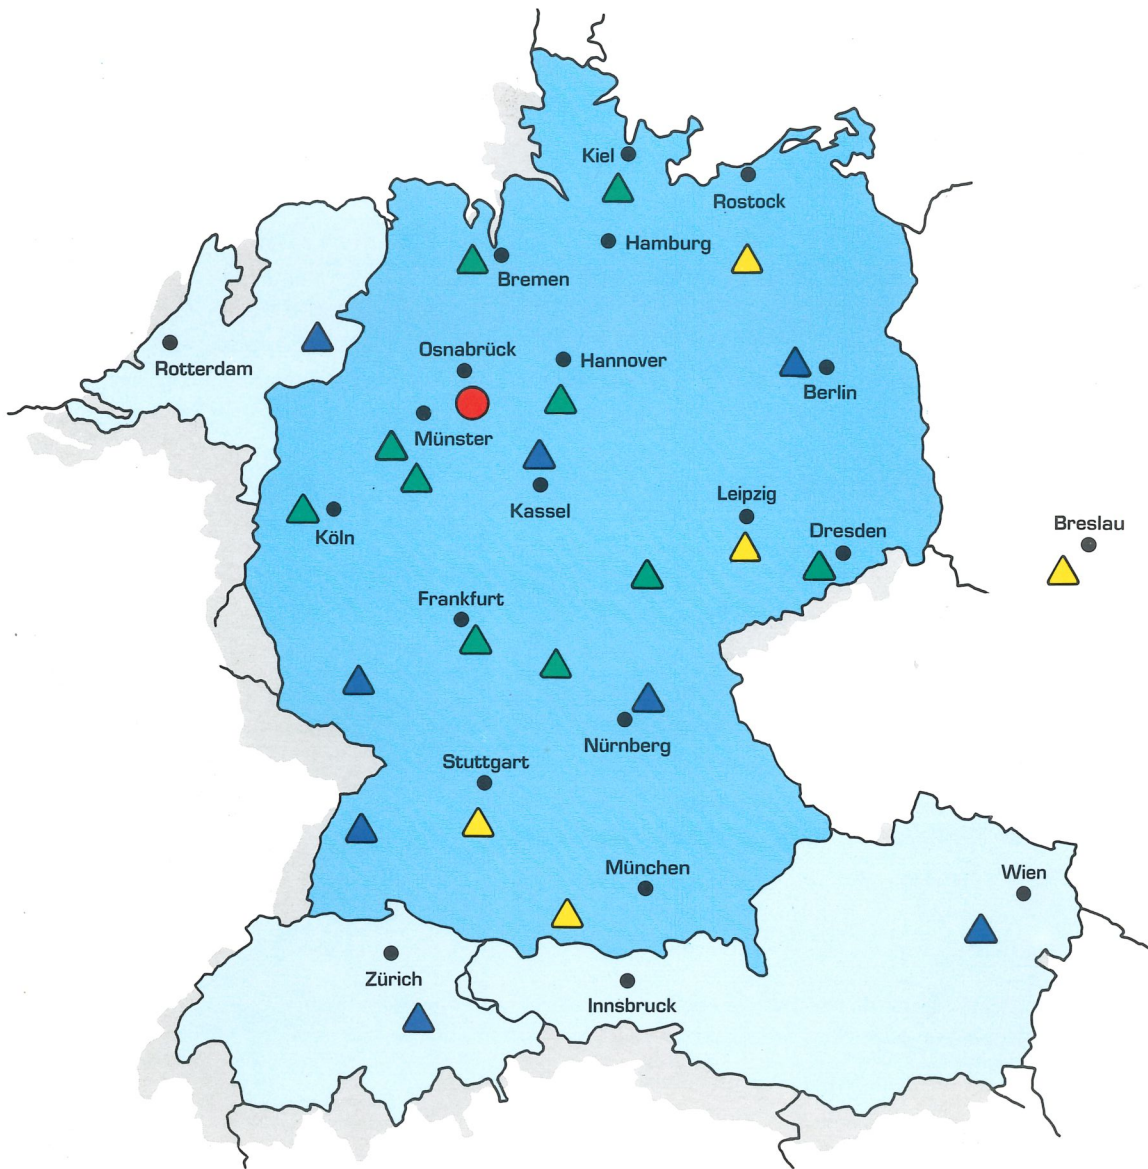 Kiel
Rostock
Hamburg
Bremen
Rotterdam
Osnabrück
Hannover
Berlin
Münster
Leipzig
Kassel
Köln
Dresden
Breslau
Frankfurt
Nürnberg
Stuttgart
München
Wien
Zürich
Innsbruck